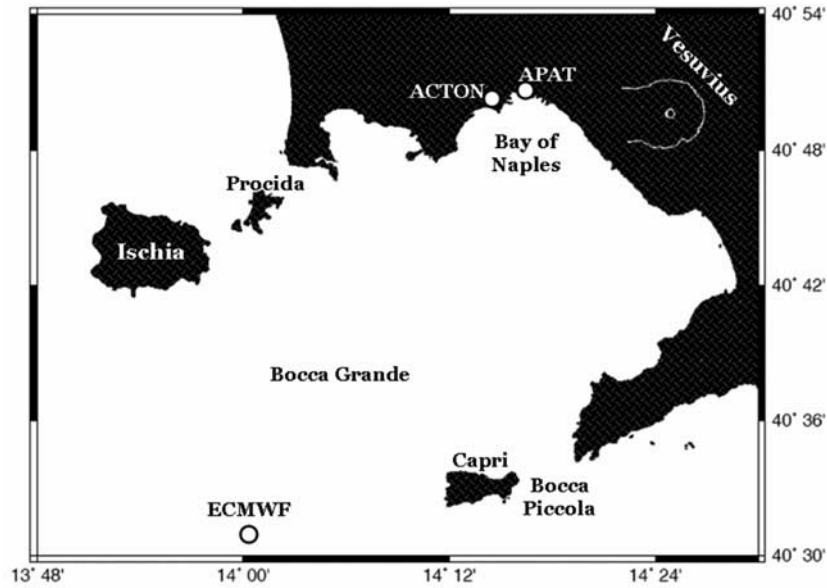 40° 54'
Vesuvius
APAT
ACTON
Bay of
Naples
40° 48'
Procida
Ischia
40° 42'
Bocca Grande
40° 36'
Capri
Bocca
Piccola
ECMWF
40° 30'
13° 48' 14° 00' 14° 12' 14° 24'